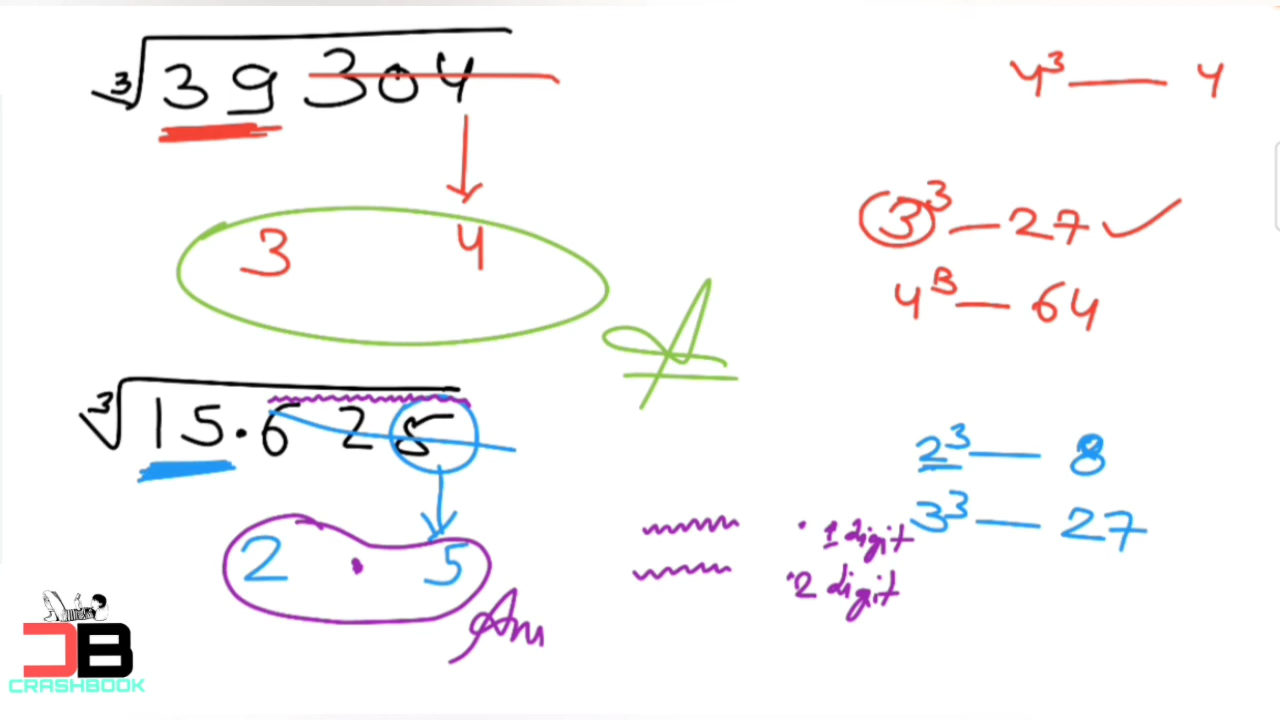 ∛39304
4³ — 4
3³ — 27 ✓
3 4
4³ — 64
A
∛15.625
2³ — 8
3³ — 27
. 1 digit
2 . 5
.2 digit
Ans
CB
CRASHBOOK